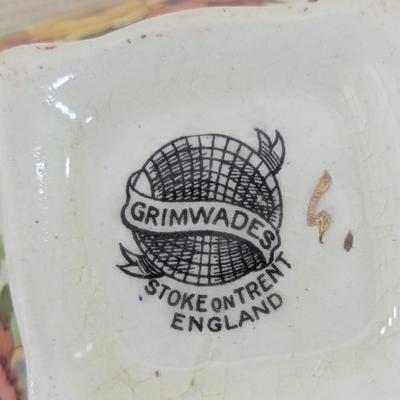 GRIMWADES
STOKE ON TRENT
ENGLAND